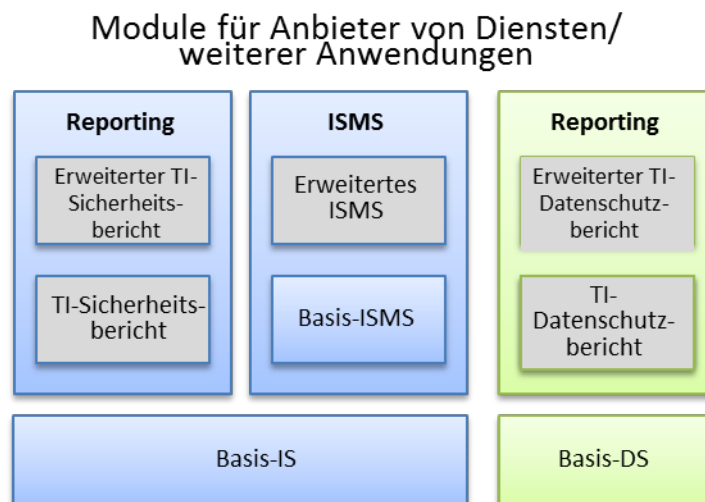 Module für Anbieter von Diensten/
weiterer Anwendungen
Reporting
Erweiterter TI-
Sicherheits-
bericht
TI-Sicherheits-
bericht
ISMS
Erweitertes
ISMS
Basis-ISMS
Reporting
Erweiterter TI-
Datenschutz-
bericht
TI-
Datenschutz-
bericht
Basis-IS
Basis-DS